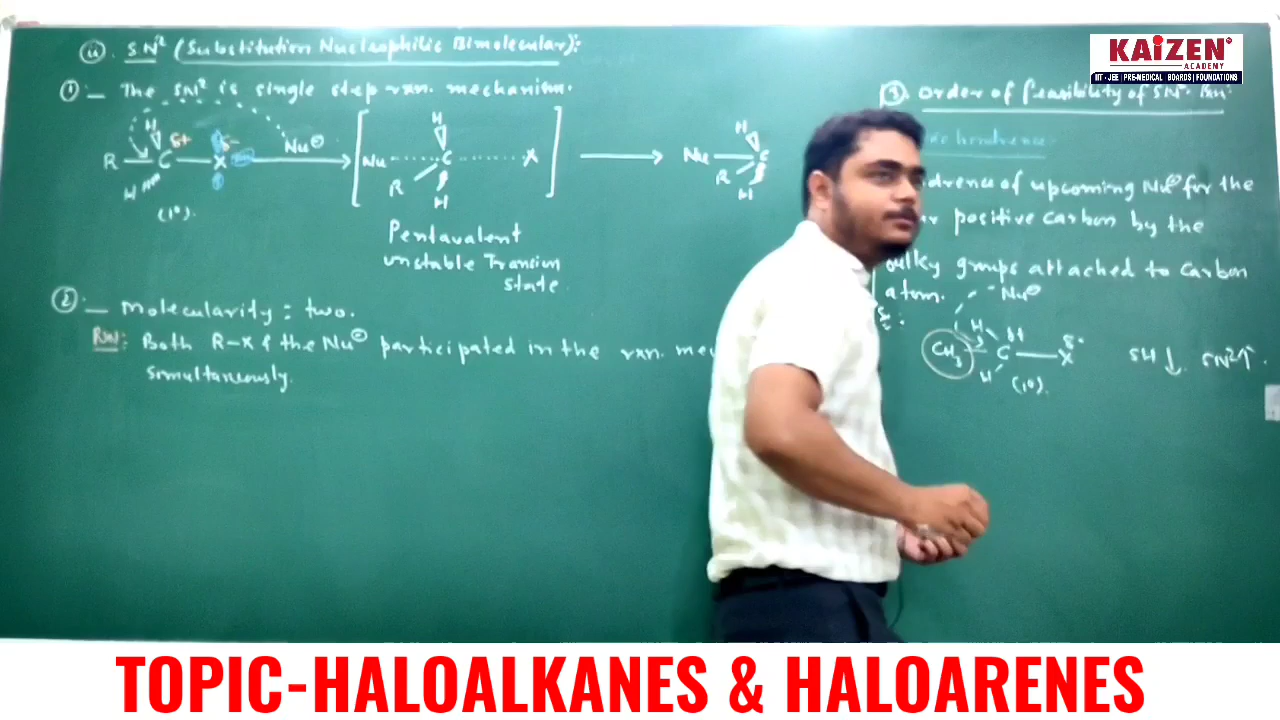 KAiZEN
ACADEMY
IIT - JEE | PRE-MEDICAL | BOARDS | FOUNDATIONS
(ii). SN² (Substitution Nucleophilic Bimolecular):
① _ The SN² is single step rxn. mechanism.
H
R C δ+ X δ- Nu⊖
H
(1°).
H
Nu C X
R
H
H
Nu C
R
H
Pentavalent
unstable
state.
② _ Molecularity: two.
Both R-X & the Nu⊖ participated in the rxn.
simultaneously.
③. Order of feasibility of SN²
of upcoming Nu⊖ for the
positive carbon by the
bulky groups attached to carbon
atom.
Nu⊖
H
CH3 C δ+ X δ-
H
(1°).
SH↓ SN²↑.
TOPIC-HALOALKANES & HALOARENES